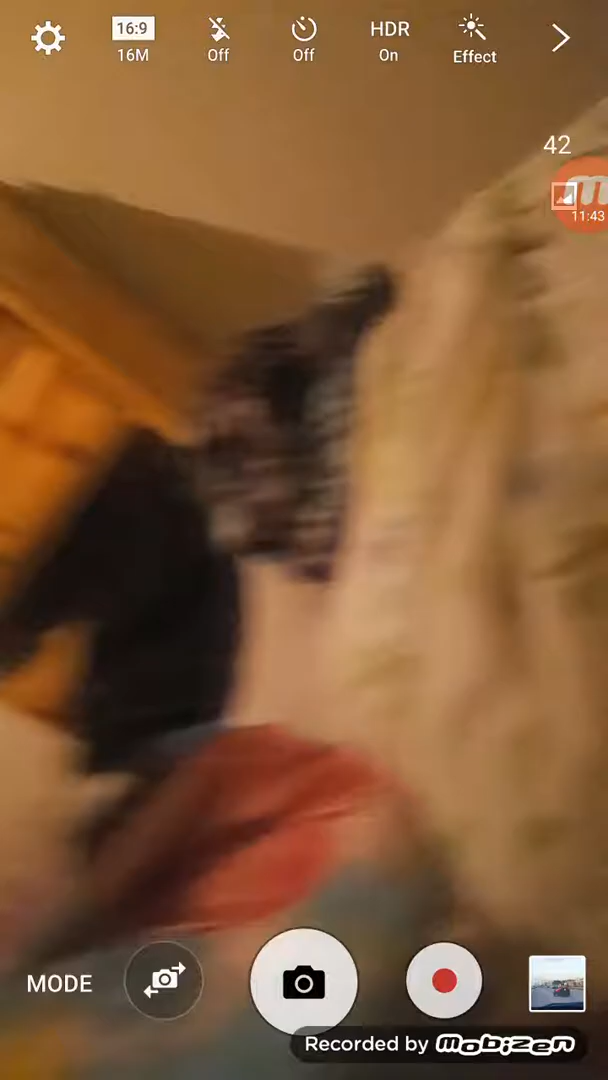 16:9
16M
Off
Off
HDR
On
Effect
42
11:43
MODE
Recorded by mobizen